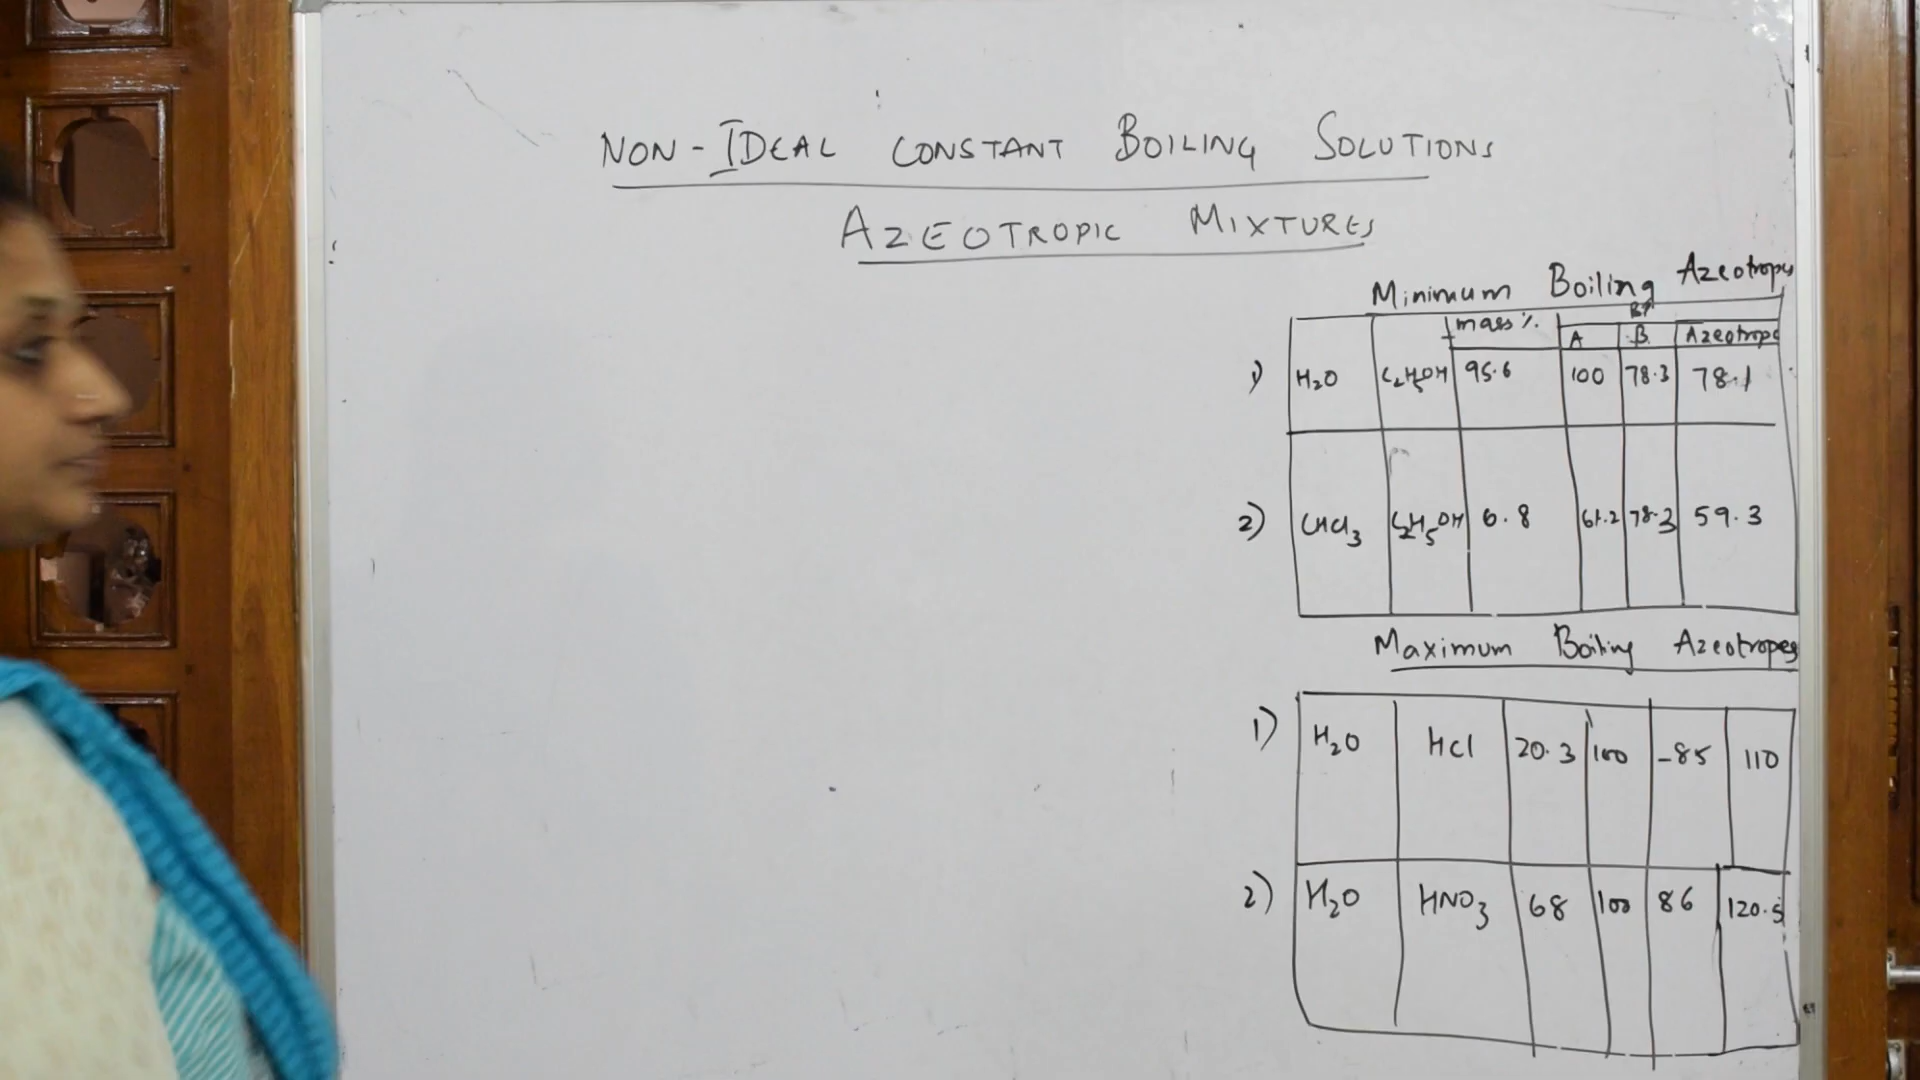 NON-IDEAL CONSTANT BOILING SOLUTIONS
AZEOTROPIC MIXTURES
Minimum Boiling Azeotropes
mass % BP
A B Azeotrope
1) H2O C2H5OH 95.6 100 78.3 78.1
2) CHCl3 C2H5OH 6.8 61.2 78.3 59.3
Maximum Boiling Azeotropes
1) H2O HCl 20.3 100 -85 110
2) H2O HNO3 68 100 86 120.5